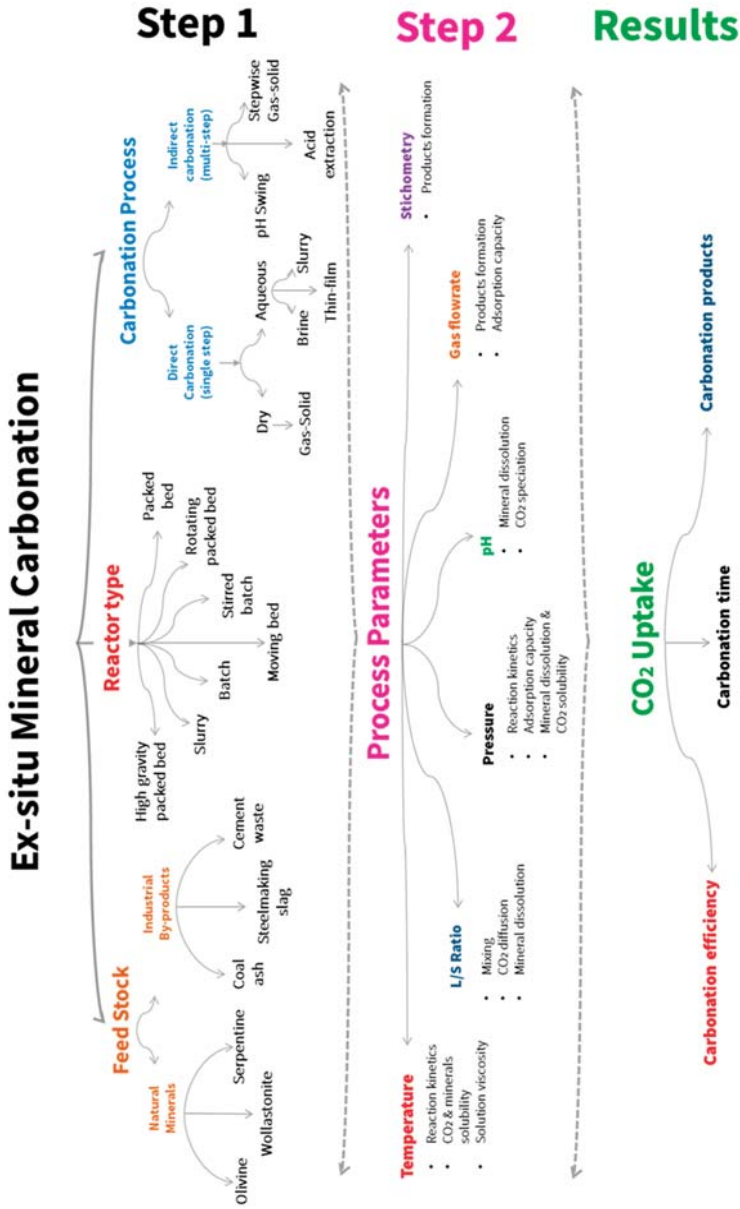 Ex-situ Mineral Carbonation
Step 1
Feed Stock
Natural
Minerals
Olivine
Wollastonite
Serpentine
Industrial
By-products
Coal
ash
Steelmaking
slag
Cement
waste
Reactor type
High gravity
packed bed
Slurry
Batch
Moving bed
Stirred
batch
Rotating
packed bed
Packed
bed
Carbonation Process
Direct
Carbonation
(single step)
Dry
Gas-Solid
Aqueous
Brine
Thin-film
Slurry
Indirect
carbonation
(multi-step)
pH Swing
Acid
extraction
Stepwise
Gas-solid
Step 2
Process Parameters
Temperature
• Reaction kinetics
• CO2 & minerals
solubility
• Solution viscosity
L/S Ratio
• Mixing
• CO2 diffusion
• Mineral dissolution
Pressure
• Reaction kinetics
• Adsorption capacity
• Mineral dissolution &
CO2 solubility
pH
• Mineral dissolution
• CO2 speciation
Gas flowrate
• Products formation
• Adsorption capacity
Stichometry
• Products formation
Results
CO2 Uptake
Carbonation efficiency
Carbonation time
Carbonation products